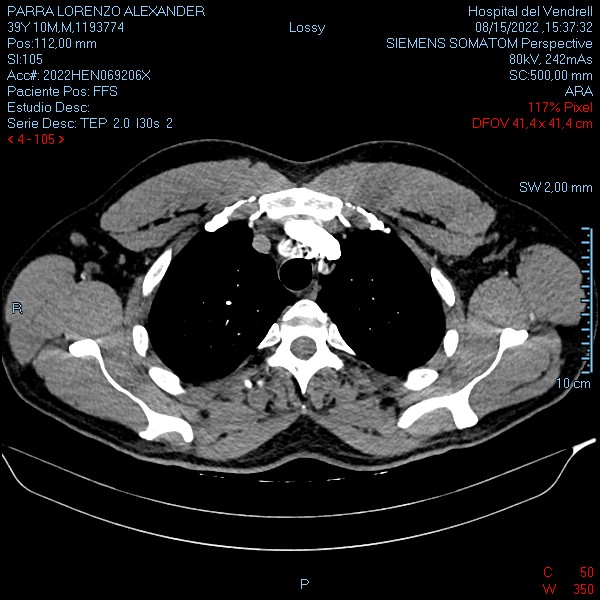 PARRA LORENZO ALEXANDER
39Y 10M,M,1193774
Pos:112,00 mm
SI:105
Acc#: 2022HEN069206X
Paciente Pos: FFS
Estudio Desc:
Serie Desc: TEP 2.0 I30s 2
< 4 - 105 >
Lossy
Hospital del Vendrell
08/15/2022 ,15:37:32
SIEMENS SOMATOM Perspective
80kV, 242mAs
SC:500,00 mm
ARA
117% Pixel
DFOV 41,4 x 41,4 cm
SW 2,00 mm
R
10 cm
P
C 50
W 350